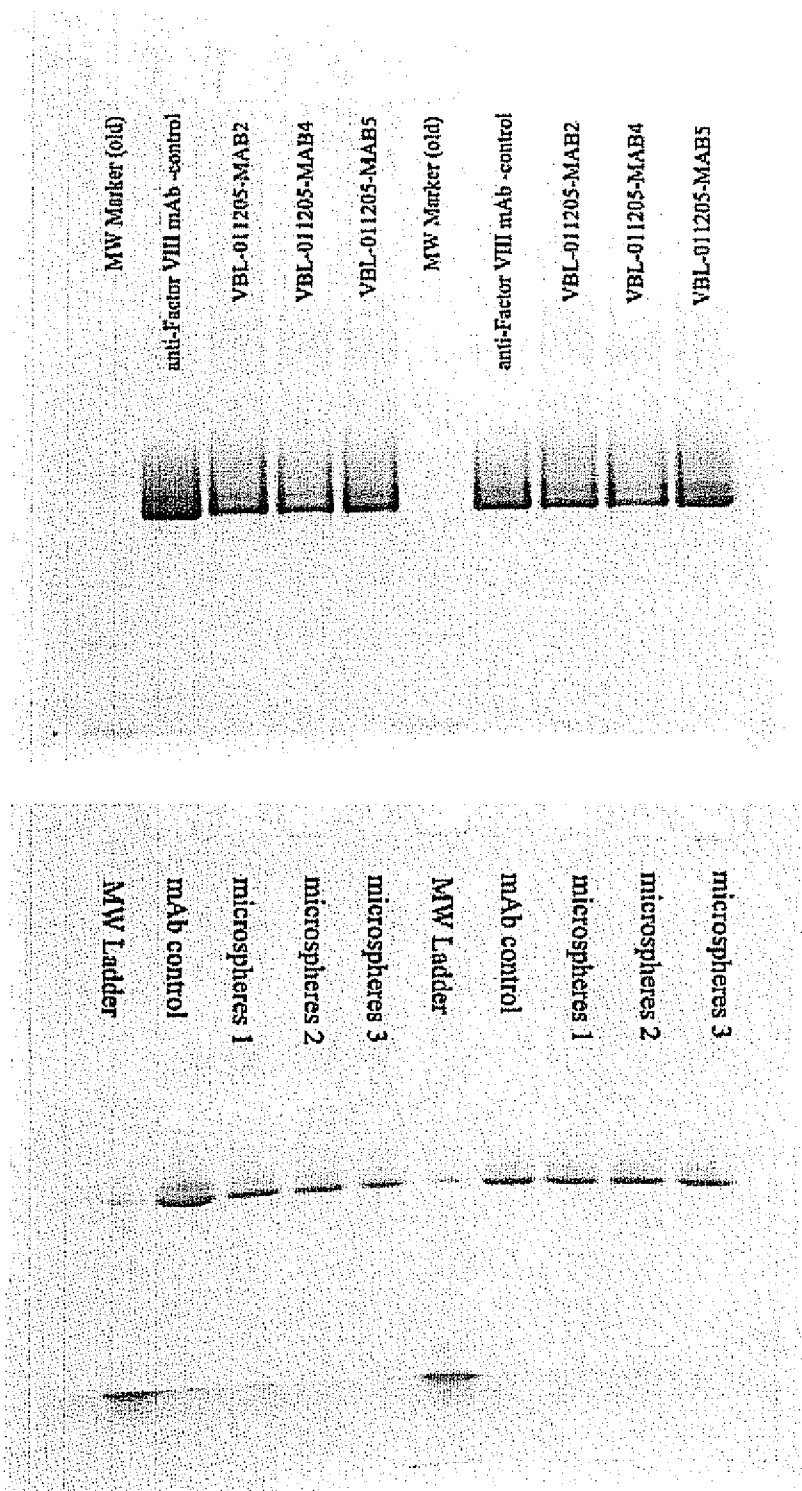 MW Marker (old)
anti-Factor VIII mAb -control
VBL-011205-MAB2
VBL-011205-MAB4
VBL-011205-MAB5
MW Marker (old)
anti-Factor VIII mAb -control
VBL-011205-MAB2
VBL-011205-MAB4
VBL-011205-MAB5
MW Ladder
mAb control
microspheres 1
microspheres 2
microspheres 3
MW Ladder
mAb control
microspheres 1
microspheres 2
microspheres 3